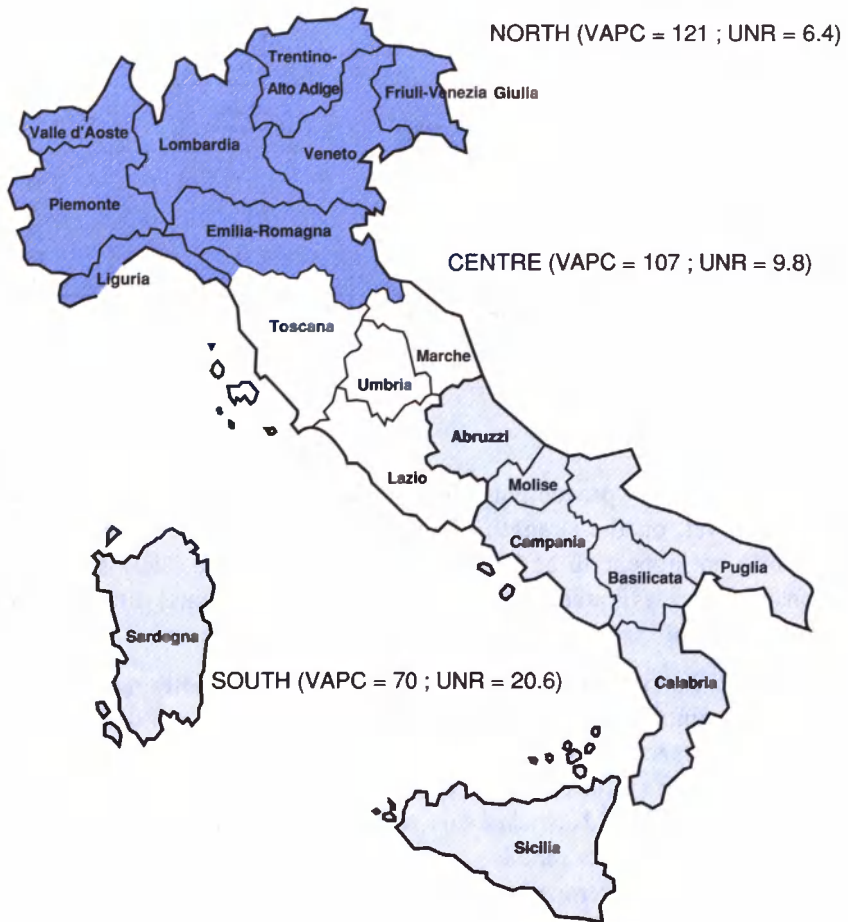 NORTH (VAPC = 121 ; UNR = 6.4)
Trentino-
Alto Adige
Friuli-Venezia Giulia
Valle d'Aoste
Lombardia
Veneto
Piemonte
Emilia-Romagna
CENTRE (VAPC = 107 ; UNR = 9.8)
Liguria
Toscana
Marche
Umbria
Abruzzi
Lazio
Molise
Campania
Puglia
Basilicata
Sardegna
SOUTH (VAPC = 70 ; UNR = 20.6)
Calabria
Sicilia